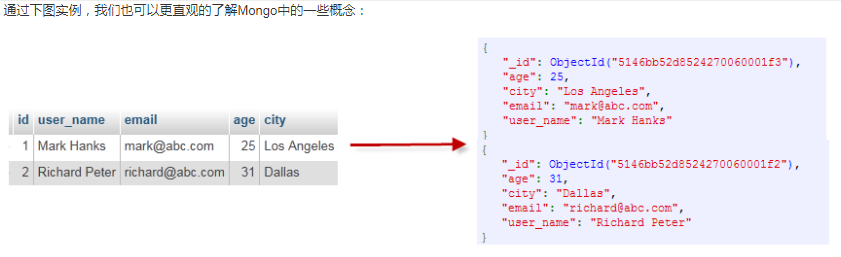 通过下图实例，我们也可以更直观的了解Mongo中的一些概念：
id user_name email age city
1 Mark Hanks mark@abc.com 25 Los Angeles
2 Richard Peter richard@abc.com 31 Dallas
{
"_id": ObjectId("5146bb52d8524270060001f3"),
"age": 25,
"city": "Los Angeles",
"email": "mark@abc.com",
"user_name": "Mark Hanks"
}
{
"_id": ObjectId("5146bb52d8524270060001f2"),
"age": 31,
"city": "Dallas",
"email": "richard@abc.com",
"user_name": "Richard Peter"
}